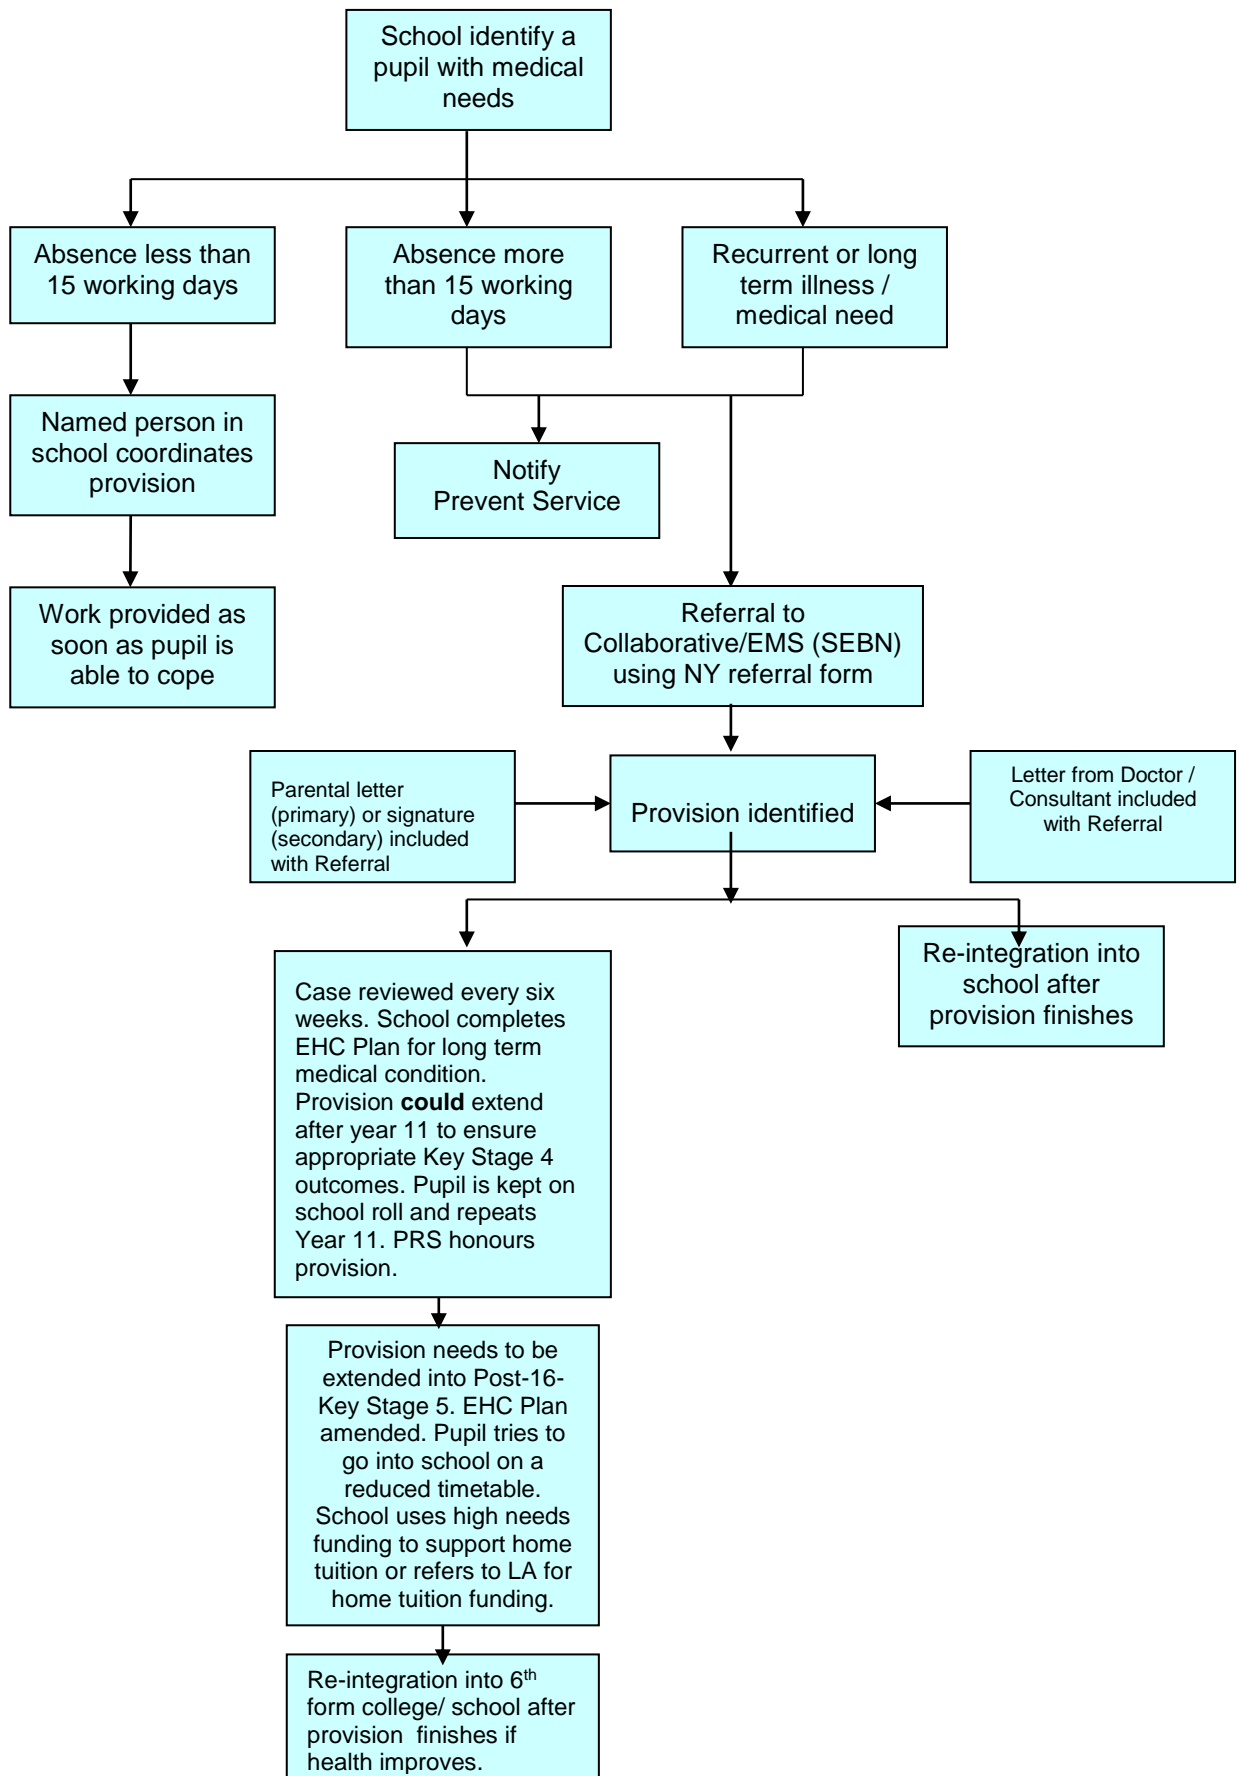 School identify a
pupil with medical
needs
Absence less than
15 working days
Absence more
than 15 working
days
Recurrent or long
term illness /
medical need
Named person in
school coordinates
provision
Notify
Prevent Service
Work provided as
soon as pupil is
able to cope
Referral to
Collaborative/EMS (SEBN)
using NY referral form
Parental letter
(primary) or signature
(secondary) included
with Referral
Provision identified
Letter from Doctor /
Consultant included
with Referral
Case reviewed every six
weeks. School completes
EHC Plan for long term
medical condition.
Provision could extend
after year 11 to ensure
appropriate Key Stage 4
outcomes. Pupil is kept on
school roll and repeats
Year 11. PRS honours
provision.
Re-integration into
school after
provision finishes
Provision needs to be
extended into Post-16-
Key Stage 5. EHC Plan
amended. Pupil tries to
go into school on a
reduced timetable.
School uses high needs
funding to support home
tuition or refers to LA for
home tuition funding.
Re-integration into 6th
form college/ school after
provision finishes if
health improves.